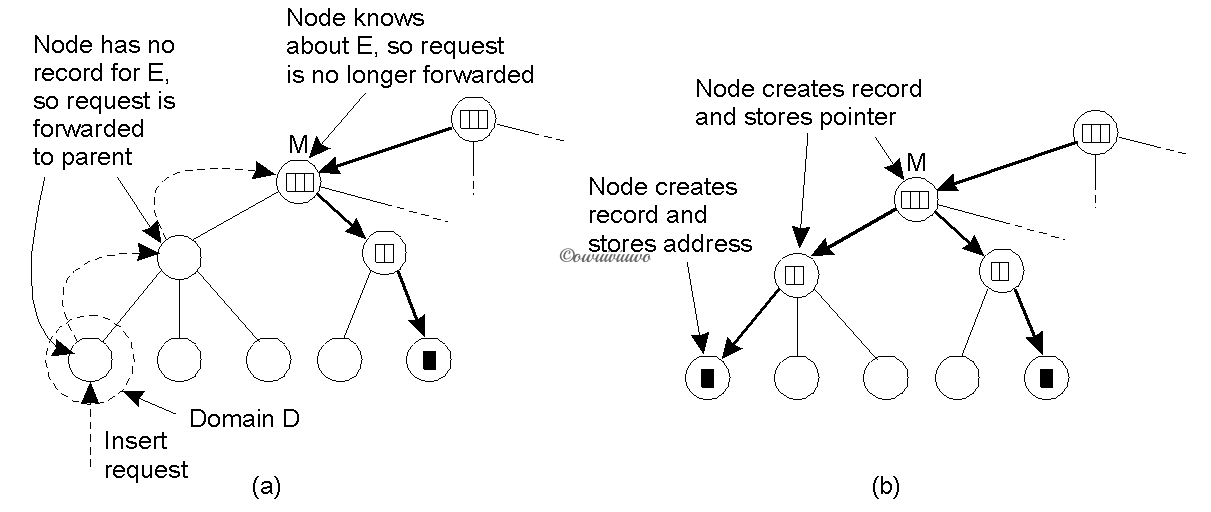 Node has no
record for E,
so request is
forwarded
to parent
Node knows
about E, so request
is no longer forwarded
M
Domain D
Insert
request
(a)
Node creates record
and stores pointer
M
Node creates
record and
stores address
©owuwuuwo
(b)